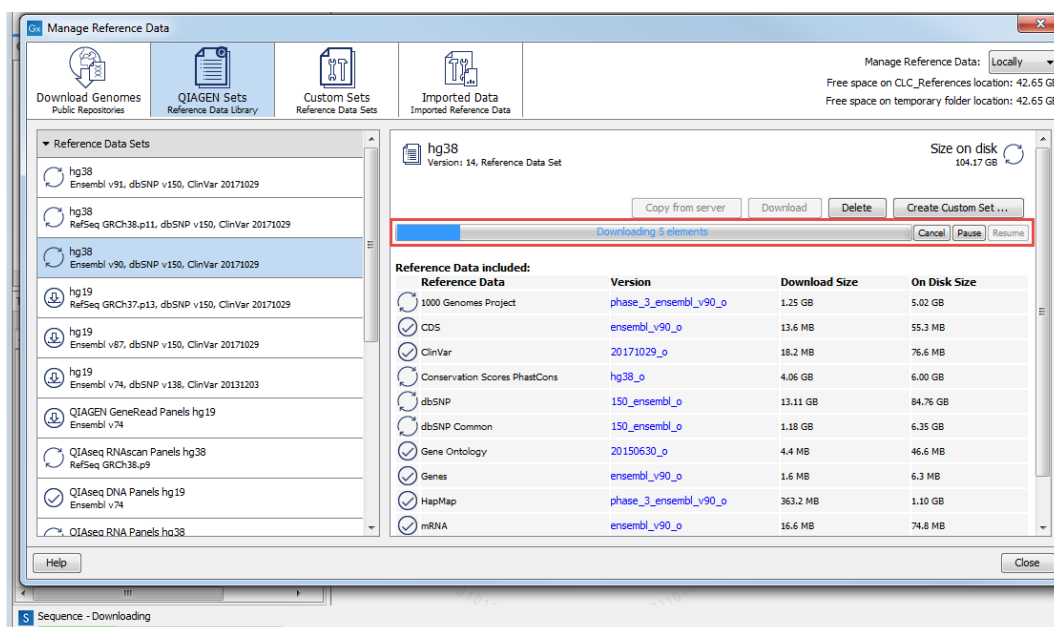 Manage Reference Data
Download Genomes
Public Repositories
QIAGEN Sets
Reference Data Library
Custom Sets
Reference Data Sets
Imported Data
Imported Reference Data
Manage Reference Data: Locally
Free space on CLC_References location: 42.65 GB
Free space on temporary folder location: 42.65 GB
Reference Data Sets
hg38
Ensembl v91, dbSNP v150, ClinVar 20171029
hg38
RefSeq GRCh38.p11, dbSNP v150, ClinVar 20171029
hg38
Ensembl v90, dbSNP v150, ClinVar 20171029
hg19
RefSeq GRCh37.p13, dbSNP v150, ClinVar 20171029
hg19
Ensembl v87, dbSNP v150, ClinVar 20171029
hg19
Ensembl v74, dbSNP v138, ClinVar 20131203
QIAGEN GeneRead Panels hg19
Ensembl v74
QIAseq RNAscan Panels hg38
RefSeq GRCh38.p9
QIAseq DNA Panels hg19
Ensembl v74
QIAseq RNA Panels hg38
hg38
Version: 14, Reference Data Set
Size on disk
104.17 GB
Copy from server Download Delete Create Custom Set ...
Downloading 5 elements Cancel Pause Resume
Reference Data included:
Reference Data Version Download Size On Disk Size
1000 Genomes Project phase_3_ensembl_v90_o 1.25 GB 5.02 GB
CDS ensembl_v90_o 13.6 MB 55.3 MB
ClinVar 20171029_o 18.2 MB 76.6 MB
Conservation Scores PhastCons hg38_o 4.06 GB 6.00 GB
dbSNP 150_ensembl_o 13.11 GB 84.76 GB
dbSNP Common 150_ensembl_o 1.18 GB 6.35 GB
Gene Ontology 20150630_o 4.4 MB 46.6 MB
Genes ensembl_v90_o 1.6 MB 6.3 MB
HapMap phase_3_ensembl_v90_o 363.2 MB 1.10 GB
mRNA ensembl_v90_o 16.6 MB 74.8 MB
Help
Close
Sequence - Downloading